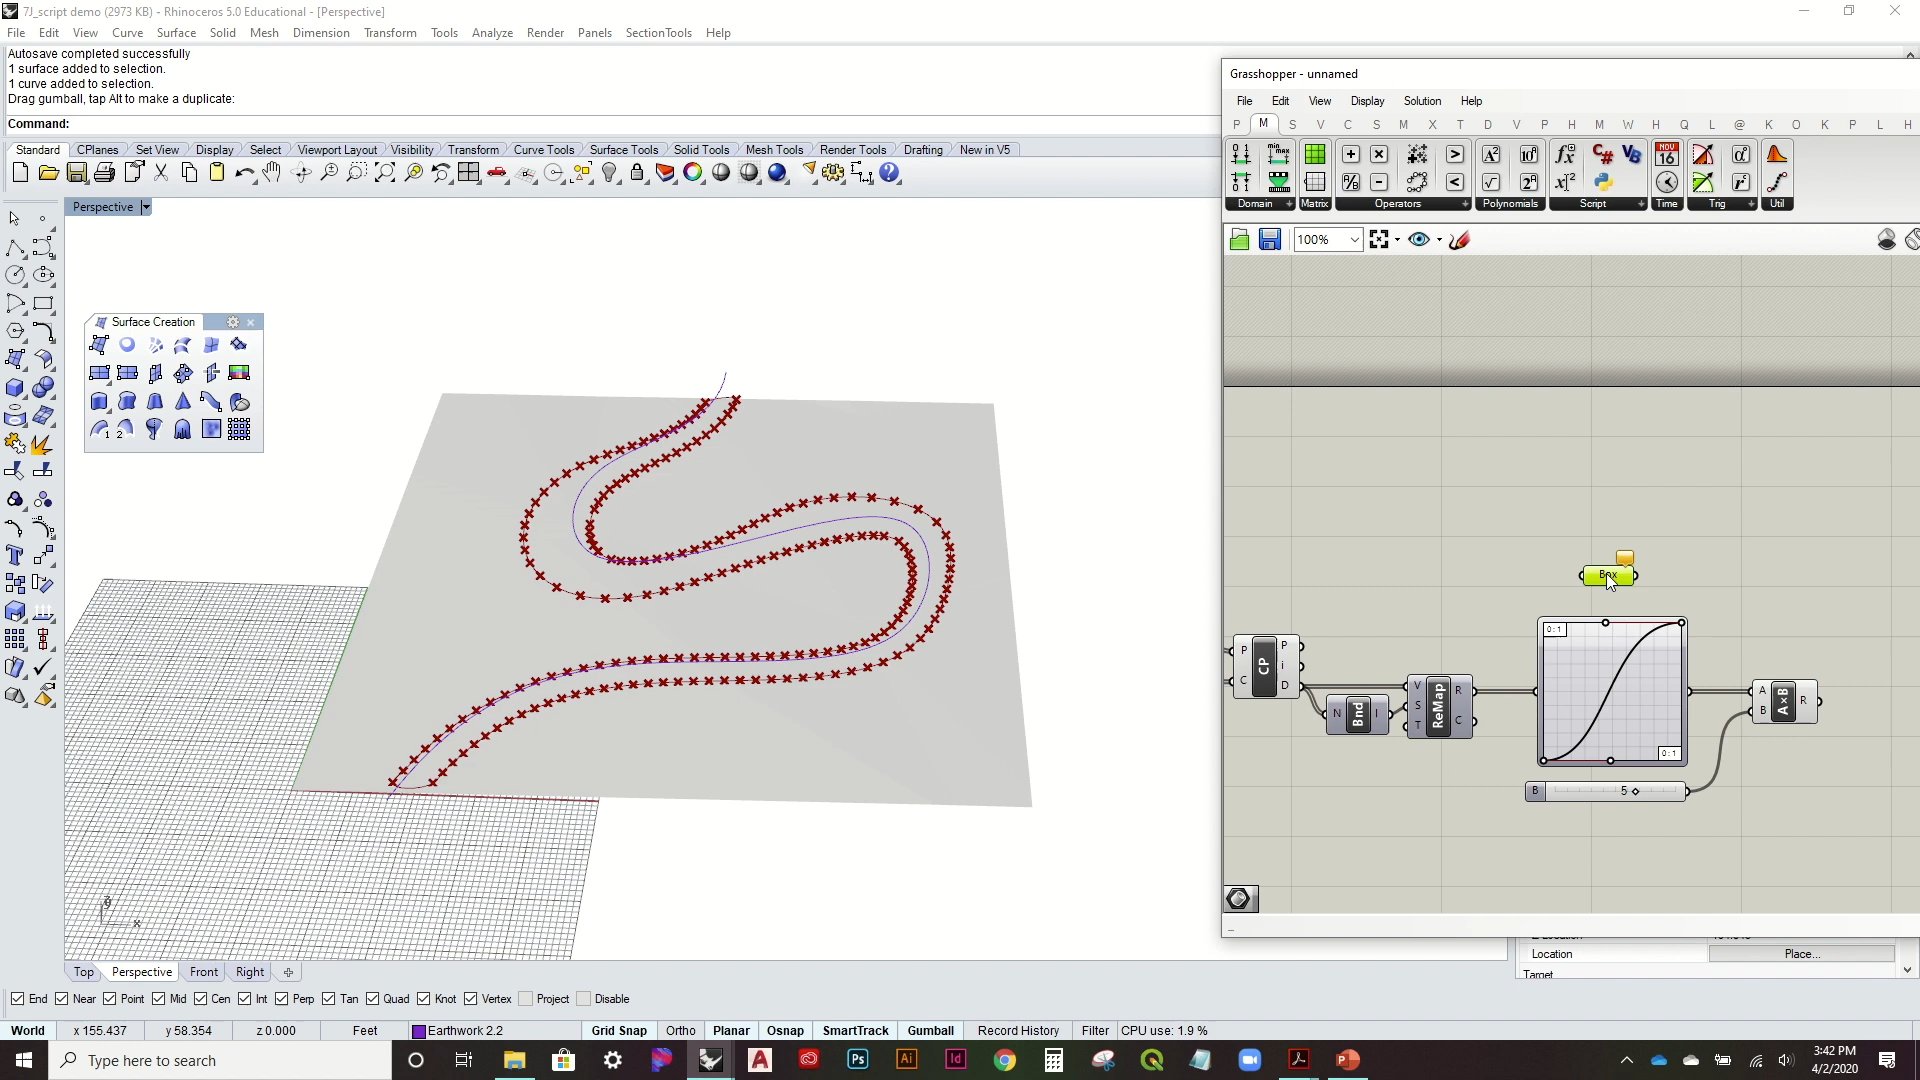 7J_script demo (2973 KB) - Rhinoceros 5.0 Educational - [Perspective]
File Edit View Curve Surface Solid Mesh Dimension Transform Tools Analyze Render Panels SectionTools Help
Autosave completed successfully
1 surface added to selection.
1 curve added to selection.
Drag gumball, tap Alt to make a duplicate:
Command:
Standard CPlanes Set View Display Select Viewport Layout Visibility Transform Curve Tools Surface Tools Solid Tools Mesh Tools Render Tools Drafting New in V5
Perspective
Surface Creation
1 2
x
Grasshopper - unnamed
File Edit View Display Solution Help
P M S V C S M X T D V P H M W H Q L @ K O K P L H
Domain Matrix Operators Polynomials Script Time Trig Util
100%
Box
P C CP P i D
N Bnd I
V S T ReMap R C
0:1
0:1
A B A×B R
B 5
Location Place...
Target
Top Perspective Front Right
End Near Point Mid Cen Int Perp Tan Quad Knot Vertex Project Disable
World x 155.437 y 58.354 z 0.000 Feet Earthwork 2.2 Grid Snap Ortho Planar Osnap SmartTrack Gumball Record History Filter CPU use: 1.9 %
Type here to search
3:42 PM
4/2/2020